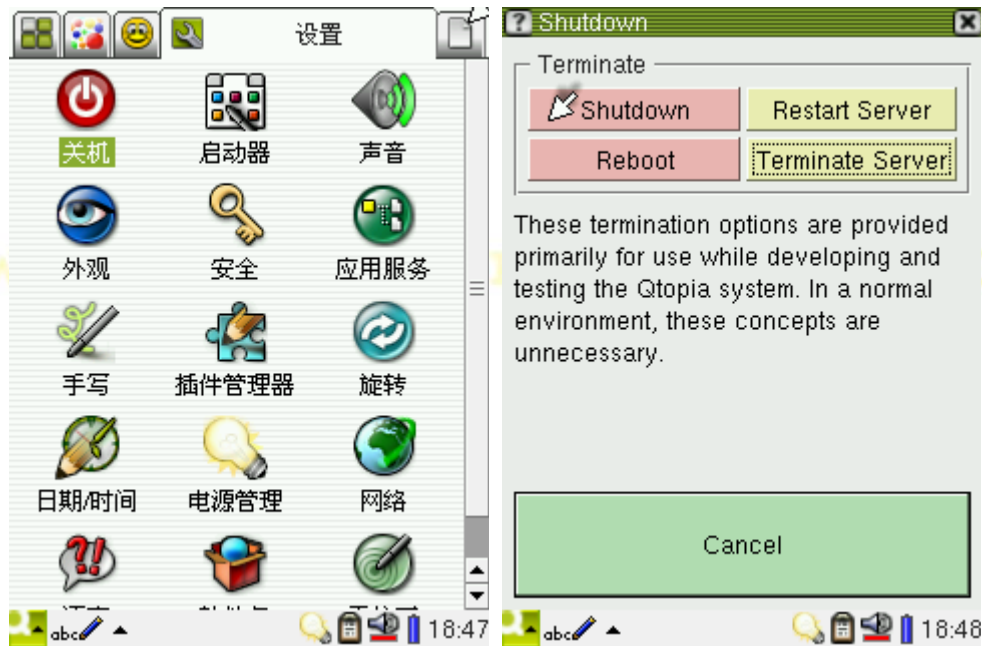 设置
关机
启动器
声音
外观
安全
应用服务
手写
插件管理器
旋转
日期/时间
电源管理
网络
abc
18:47
Shutdown
Terminate
Shutdown
Restart Server
Reboot
Terminate Server
These termination options are provided
primarily for use while developing and
testing the Qtopia system. In a normal
environment, these concepts are
unnecessary.
Cancel
abc
18:48